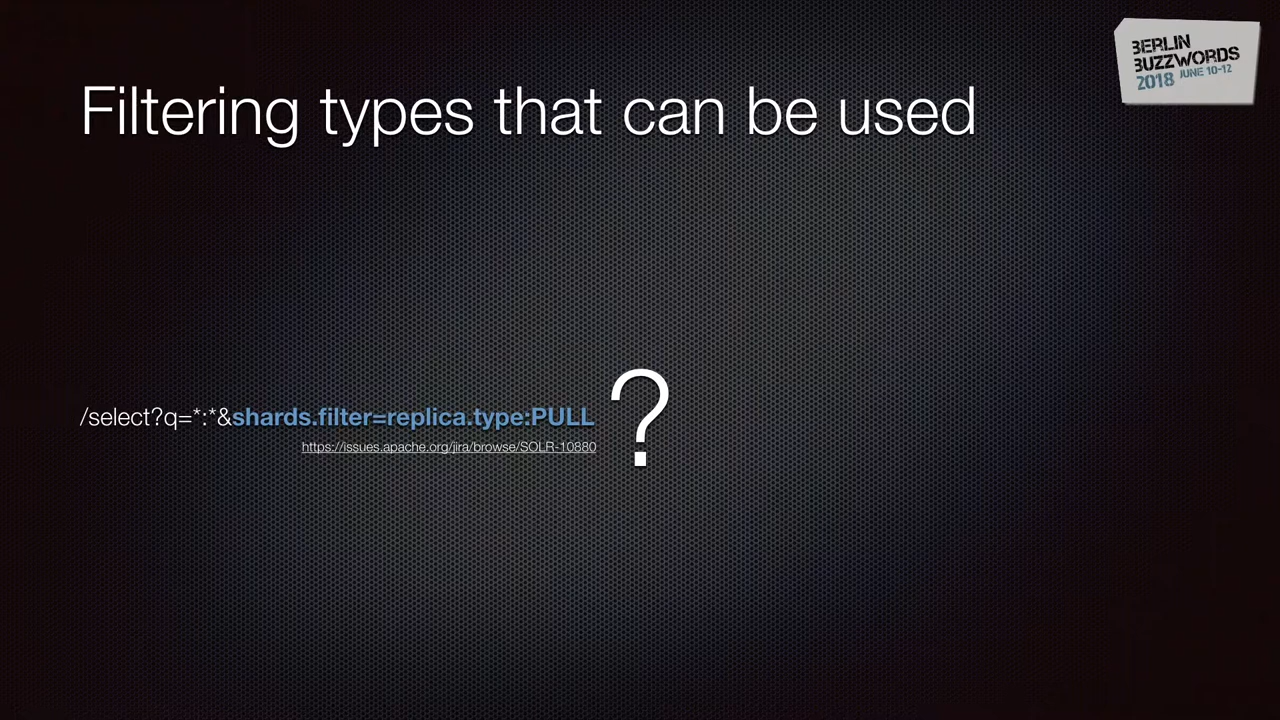 BERLIN
BUZZWORDS
2018 JUNE 10-12
Filtering types that can be used
/select?q=*:*&shards.filter=replica.type:PULL
?
https://issues.apache.org/jira/browse/SOLR-10880